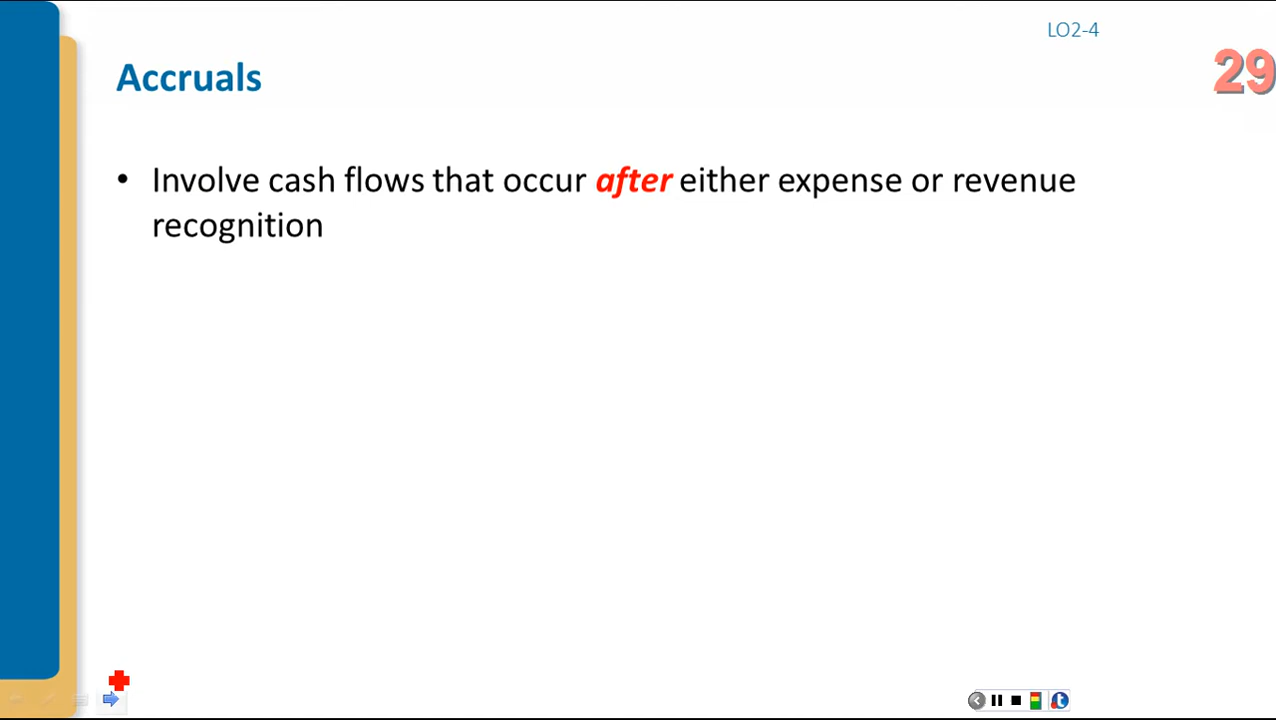 LO2-4
29
Accruals
• Involve cash flows that occur after either expense or revenue
recognition